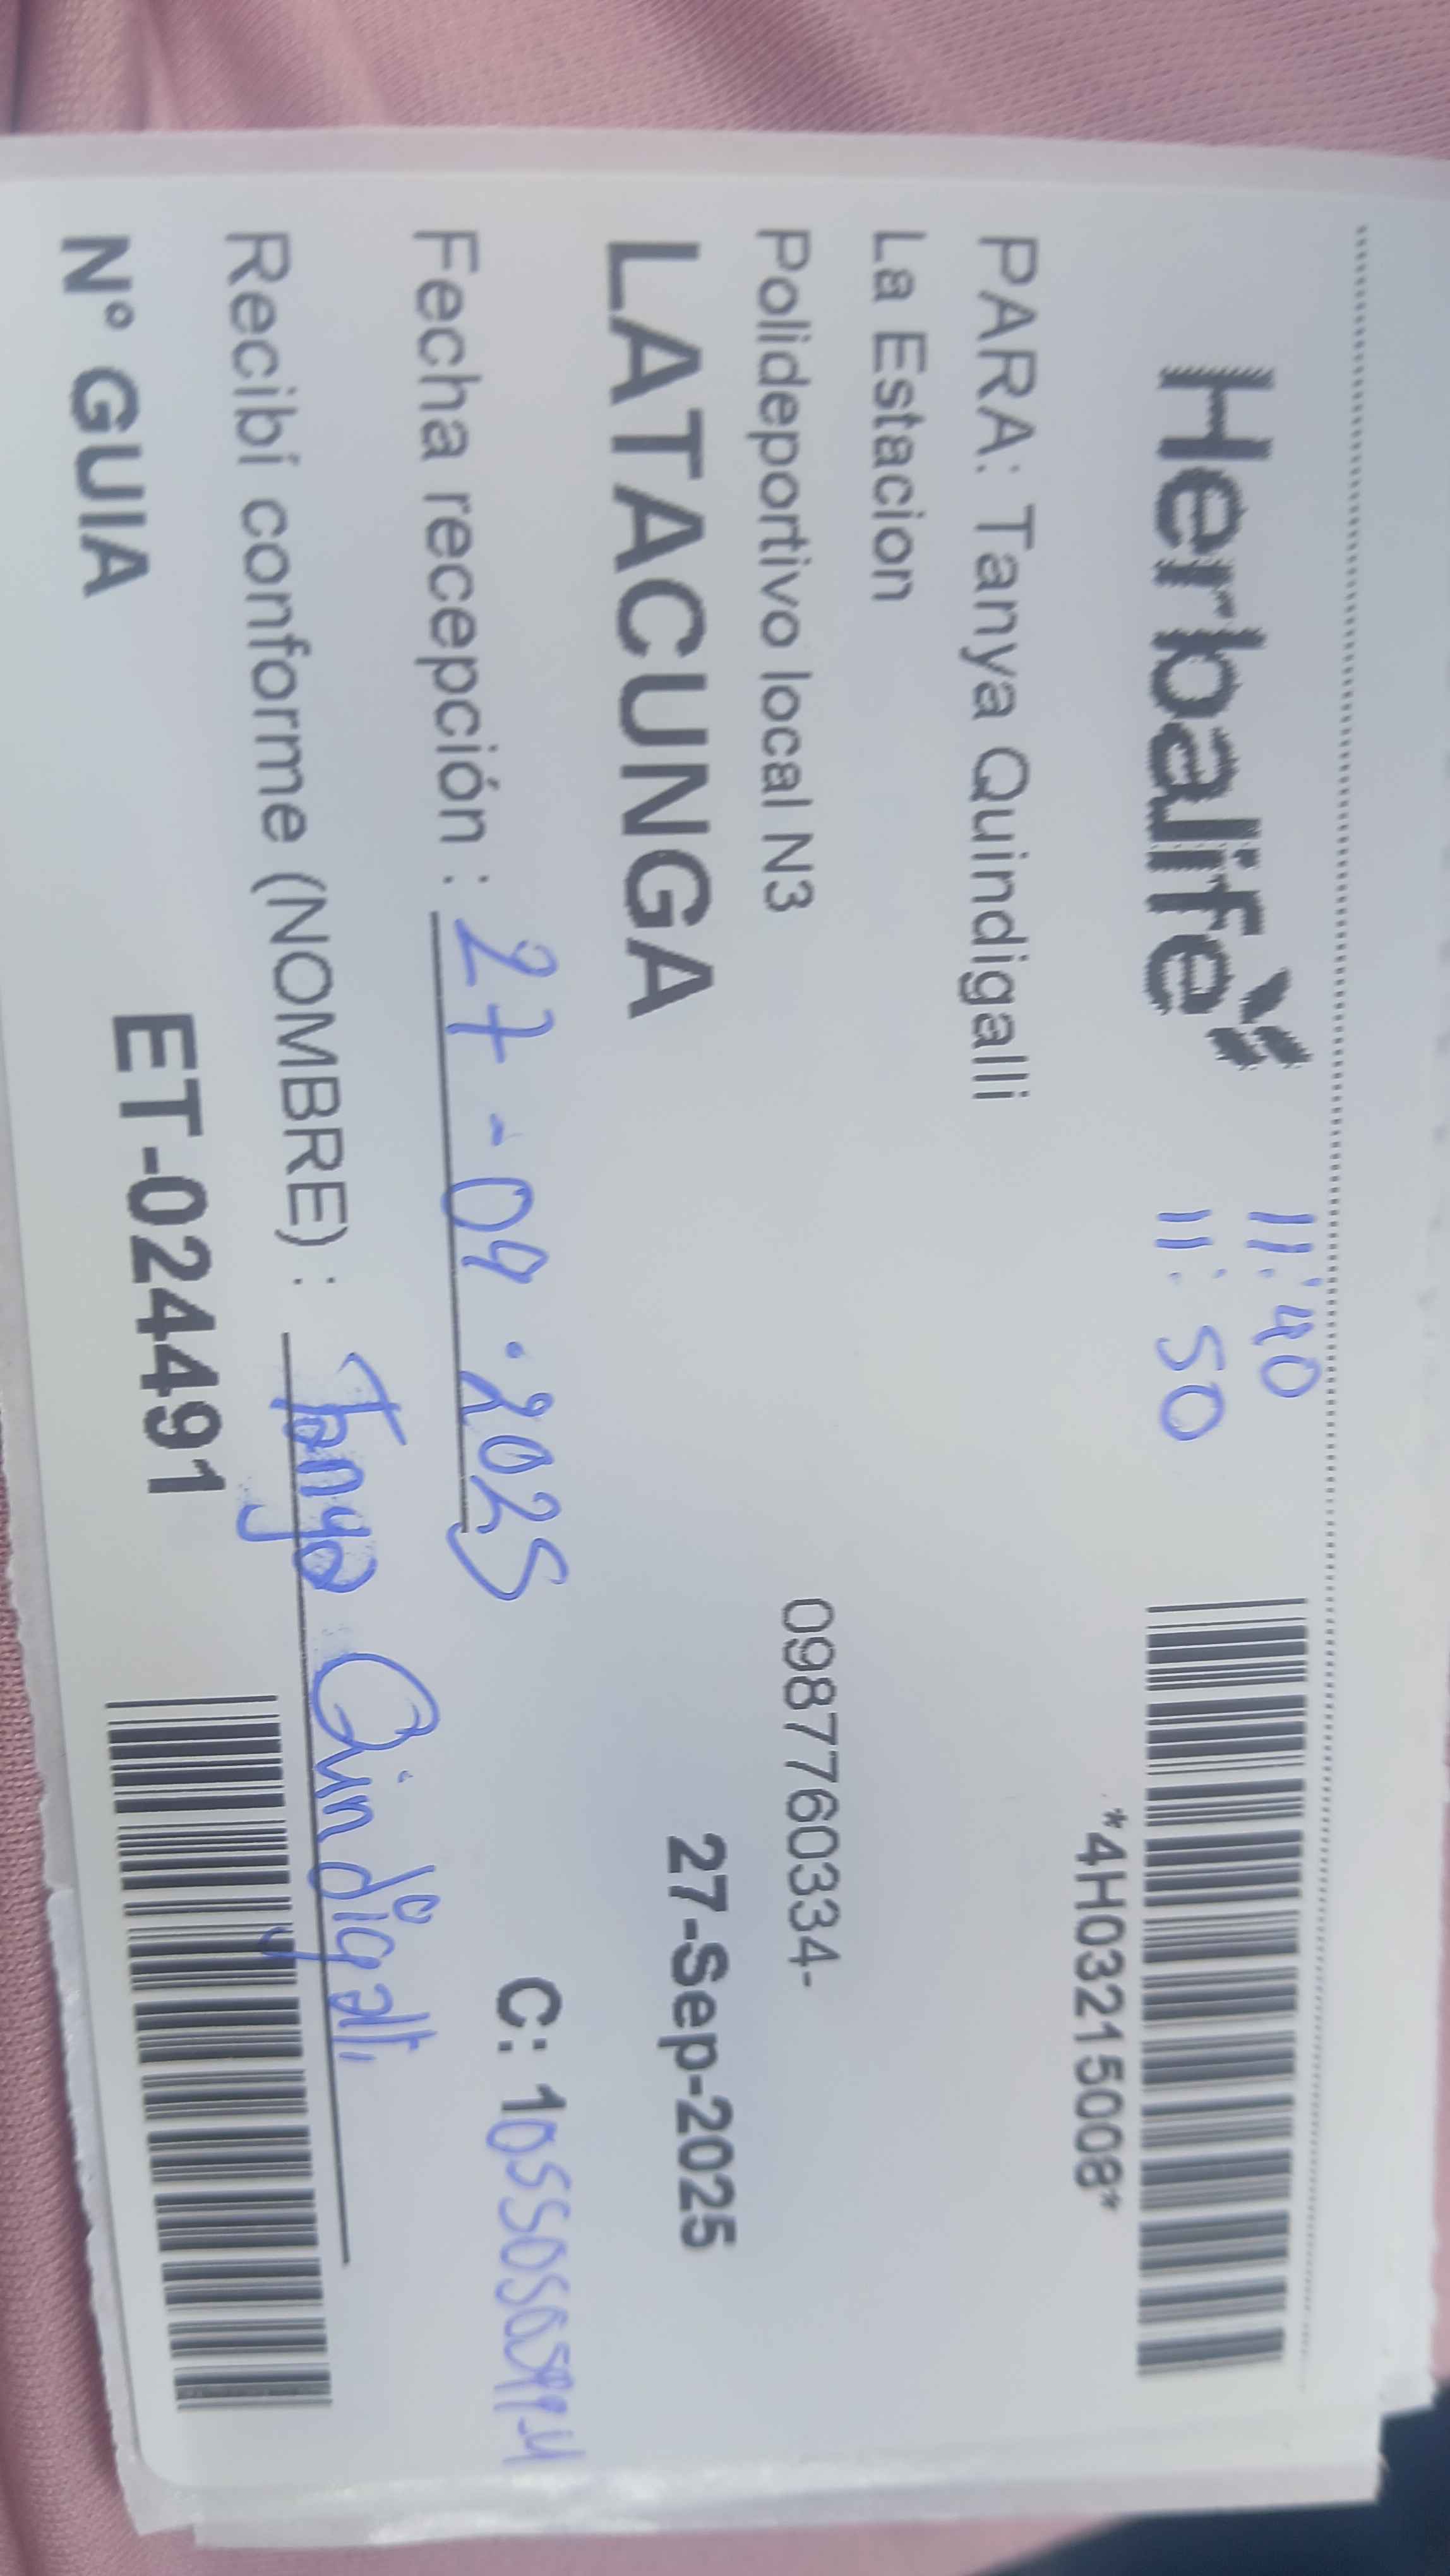 Herbalife
11:40
11:50
*4H03215008*
PARA: Tanya Quindigalli
La Estacion
Polideportivo local N3 0987760334-
LATACUNGA 27-Sep-2025
Fecha recepción : 27-09-2025 C: 1
Recibí conforme (NOMBRE) : Tanya Quindigalli
N° GUIA ET-024491